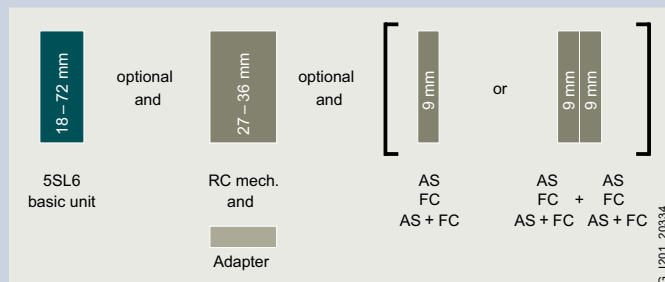 18 – 72 mm
optional
and
27 – 36 mm
optional
and
9 mm
or
9 mm
9 mm
5SL6
basic unit
RC mech.
and
Adapter
AS
FC
AS + FC
AS AS
FC + FC
AS + FC AS + FC
G_I201_20334